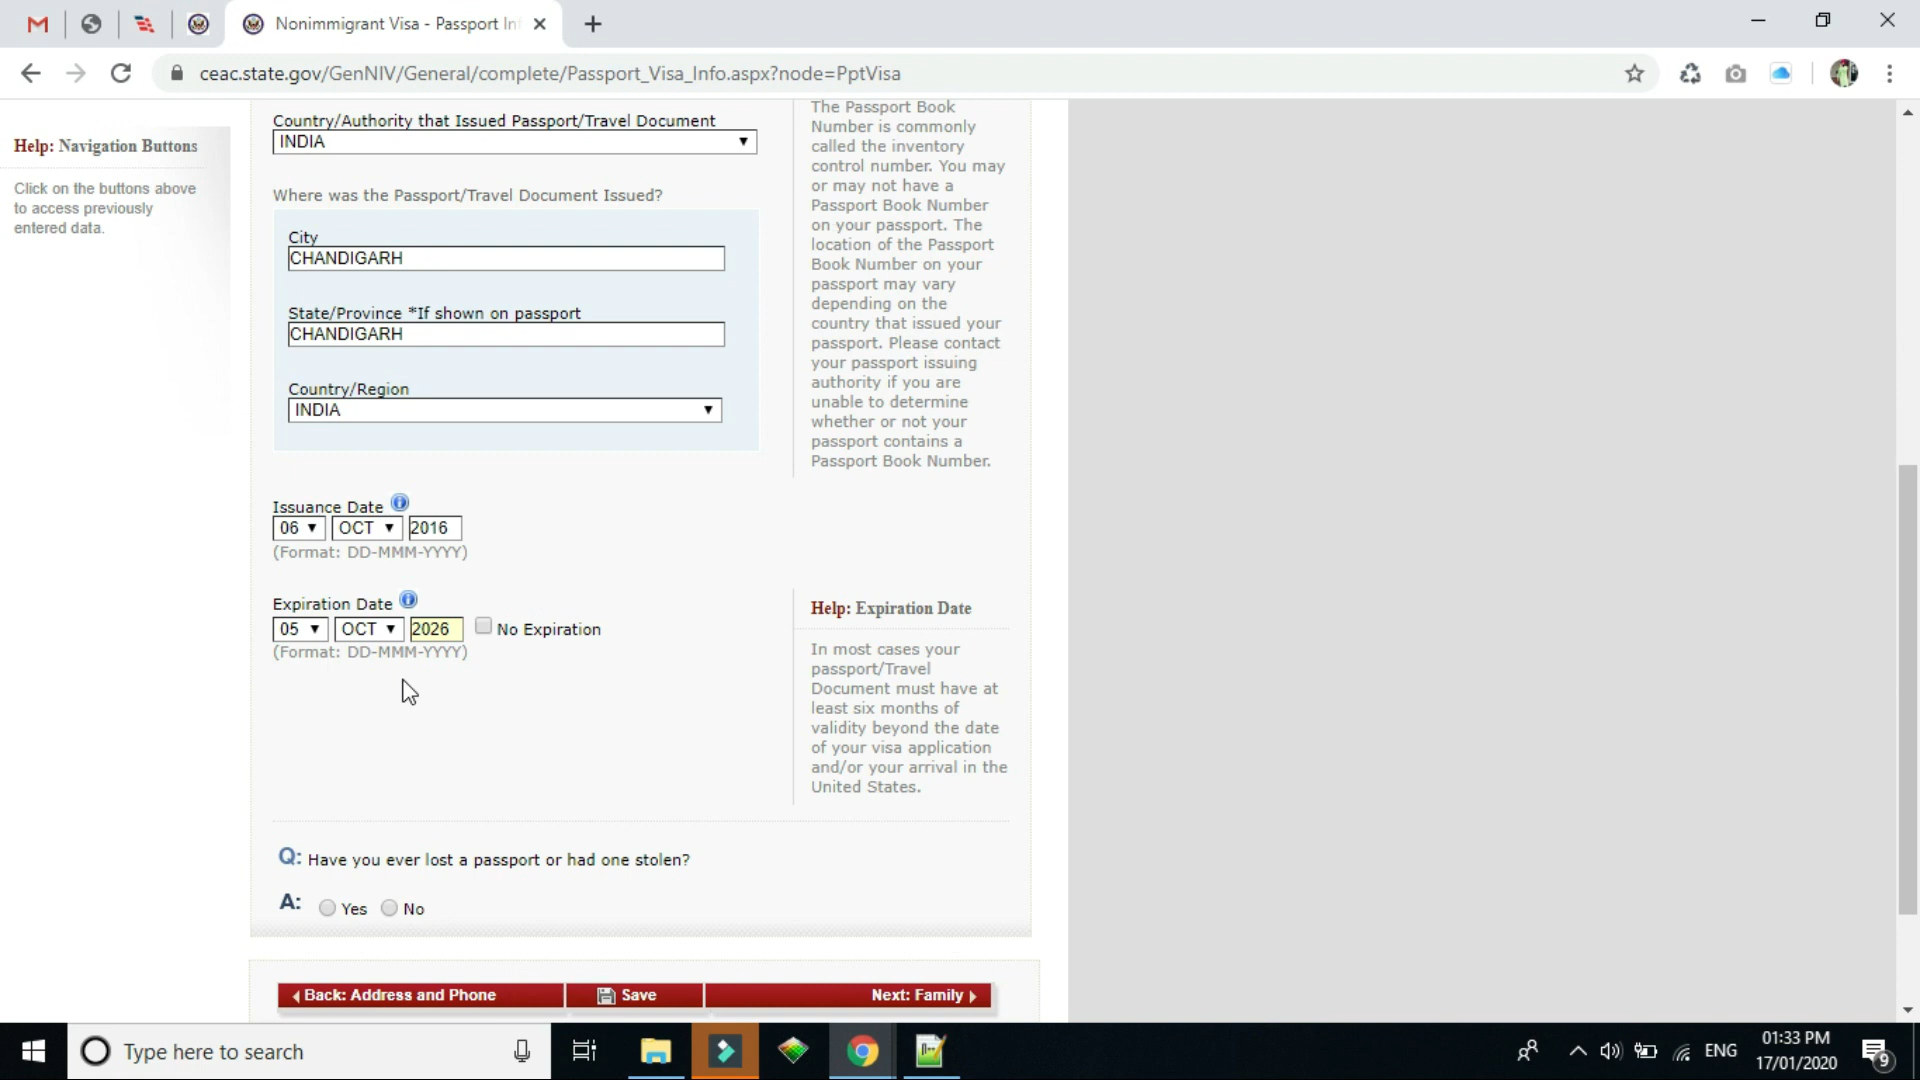 Nonimmigrant Visa - Passport In
ceac.state.gov/GenNIV/General/complete/Passport_Visa_Info.aspx?node=PptVisa
Help: Navigation Buttons
Click on the buttons above
to access previously
entered data.
Country/Authority that Issued Passport/Travel Document
INDIA
Where was the Passport/Travel Document Issued?
City
CHANDIGARH
State/Province *If shown on passport
CHANDIGARH
Country/Region
INDIA
The Passport Book
Number is commonly
called the inventory
control number. You may
or may not have a
Passport Book Number
on your passport. The
location of the Passport
Book Number on your
passport may vary
depending on the
country that issued your
passport. Please contact
your passport issuing
authority if you are
unable to determine
whether or not your
passport contains a
Passport Book Number.
Issuance Date
06 OCT 2016
(Format: DD-MMM-YYYY)
Expiration Date
05 OCT 2026 No Expiration
(Format: DD-MMM-YYYY)
Help: Expiration Date
In most cases your
passport/Travel
Document must have at
least six months of
validity beyond the date
of your visa application
and/or your arrival in the
United States.
Q: Have you ever lost a passport or had one stolen?
A: Yes No
Back: Address and Phone Save Next: Family
Type here to search
ENG
01:33 PM
17/01/2020
9